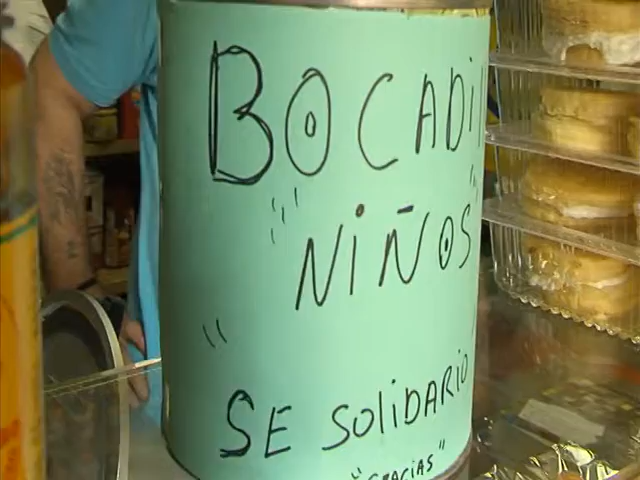 BOCADi
" NiÑOS "
" SE SOLiDARiO
"GRACIAS"